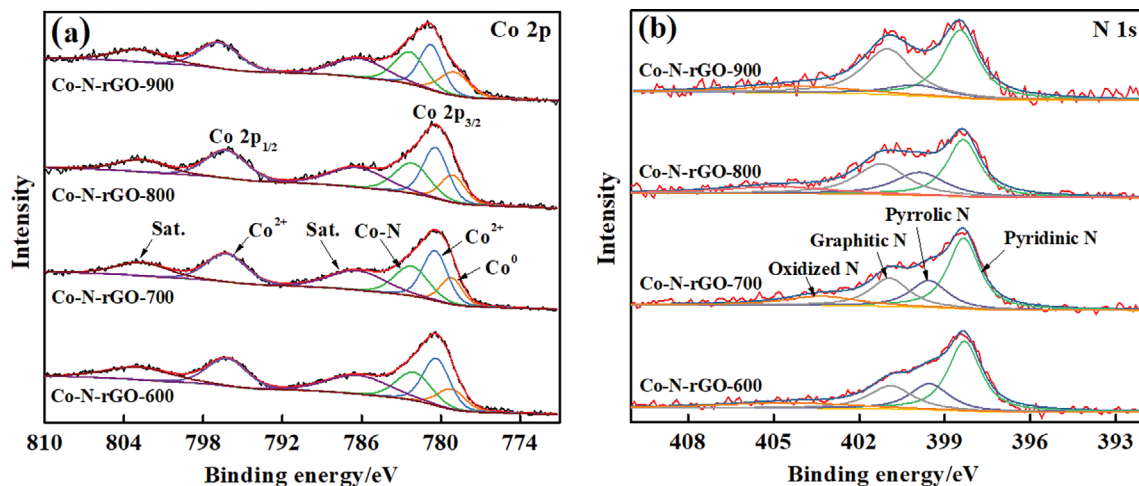 (a)
Co 2p
Co-N-rGO-900
Co 2p1/2
Co 2p3/2
Co-N-rGO-800
Sat.
Co2+
Sat.
Co-N
Co2+
Co0
Co-N-rGO-700
Co-N-rGO-600
Intensity
810 804 798 792 786 780 774
Binding energy/eV
(b)
N 1s
Co-N-rGO-900
Co-N-rGO-800
Pyrrolic N
Graphitic N
Pyridinic N
Oxidized N
Co-N-rGO-700
Co-N-rGO-600
Intensity
408 405 402 399 396 393
Binding energy/eV